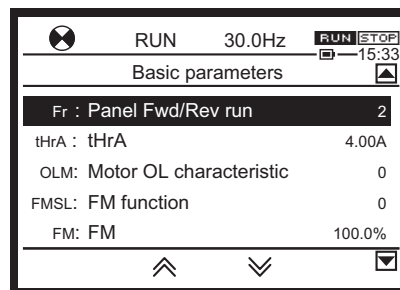 RUN 30.0Hz RUN STOP
15:33
Basic parameters
Fr : Panel Fwd/Rev run 2
tHrA : tHrA 4.00A
OLM: Motor OL characteristic 0
FMSL: FM function 0
FM: FM 100.0%